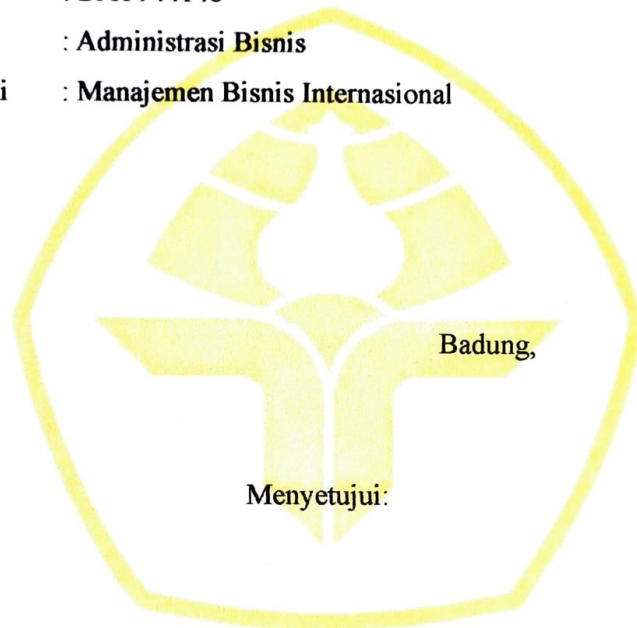 : Administrasi Bisnis
i : Manajemen Bisnis Internasional
Badung,
Menyetujui: